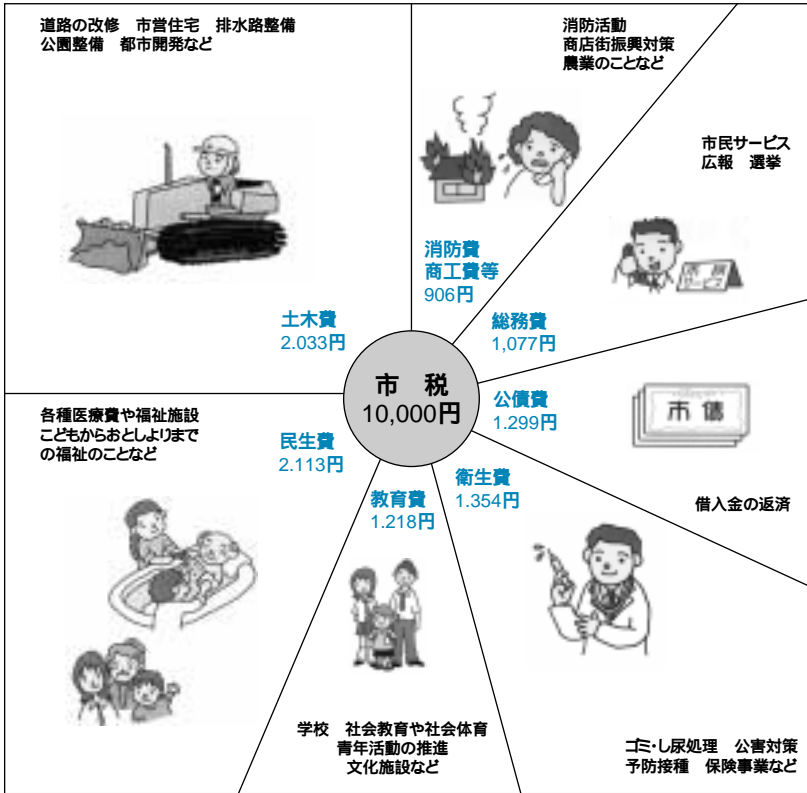 道路の改修 市営住宅 排水路整備
公園整備 都市開発など
消防活動
商店街振興対策
農業のことなど
市民サービス
広報 選挙
消防費
商工費等
906円
総務費
1,077円
土木費
2.033円
市 税
10,000円
公債費
1.299円
市債
借入金の返済
各種医療費や福祉施設
こどもからおとしよりまで
の福祉のことなど
民生費
2.113円
教育費
1.218円
衛生費
1.354円
学校 社会教育や社会体育
青年活動の推進
文化施設など
ゴミ・し尿処理 公害対策
予防接種 保険事業など